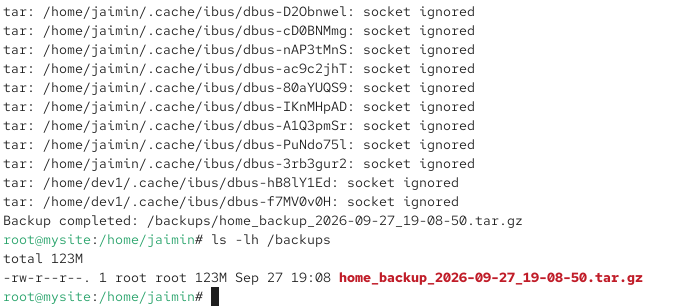 tar: /home/jaimin/.cache/ibus/dbus-D2Obnwel: socket ignored
tar: /home/jaimin/.cache/ibus/dbus-cD0BNMmg: socket ignored
tar: /home/jaimin/.cache/ibus/dbus-nAP3tMnS: socket ignored
tar: /home/jaimin/.cache/ibus/dbus-ac9c2jhT: socket ignored
tar: /home/jaimin/.cache/ibus/dbus-80aYUQS9: socket ignored
tar: /home/jaimin/.cache/ibus/dbus-IKnMHpAD: socket ignored
tar: /home/jaimin/.cache/ibus/dbus-A1Q3pmSr: socket ignored
tar: /home/jaimin/.cache/ibus/dbus-PuNdo75l: socket ignored
tar: /home/jaimin/.cache/ibus/dbus-3rb3gur2: socket ignored
tar: /home/dev1/.cache/ibus/dbus-hB8lY1Ed: socket ignored
tar: /home/dev1/.cache/ibus/dbus-f7MV0v0H: socket ignored
Backup completed: /backups/home_backup_2026-09-27_19-08-50.tar.gz
root@mysite:/home/jaimin# ls -lh /backups
total 123M
-rw-r--r--. 1 root root 123M Sep 27 19:08 home_backup_2026-09-27_19-08-50.tar.gz
root@mysite:/home/jaimin#